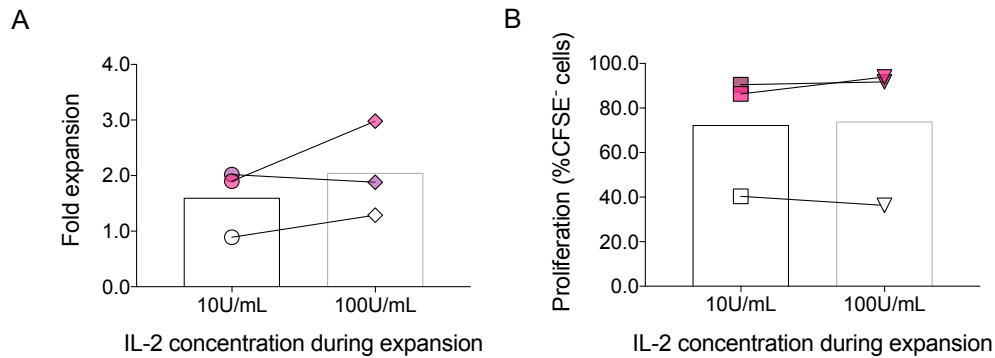 A
Fold expansion
4.0
3.0
2.0
1.0
0.0
10U/mL
100U/mL
IL-2 concentration during expansion
B
Proliferation (%CFSE⁻ cells)
100.0
80.0
60.0
40.0
20.0
0.0
10U/mL
100U/mL
IL-2 concentration during expansion